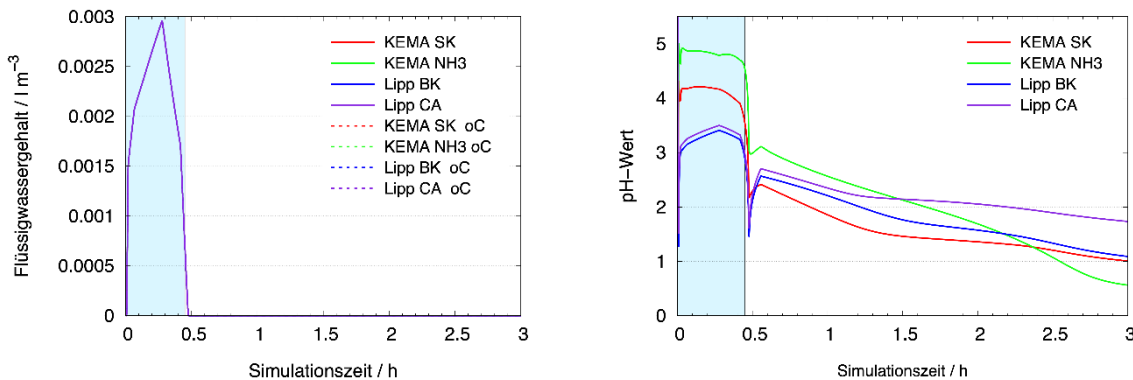 0.003
0.0025
0.002
0.0015
0.001
0.0005
0
Flüssigwassergehalt / l m⁻³
KEMA SK
KEMA NH3
Lipp BK
Lipp CA
KEMA SK oC
KEMA NH3 oC
Lipp BK oC
Lipp CA oC
0 0.5 1 1.5 2 2.5 3
Simulationszeit / h
5
4
3
2
1
0
pH−Wert
KEMA SK
KEMA NH3
Lipp BK
Lipp CA
0 0.5 1 1.5 2 2.5 3
Simulationszeit / h